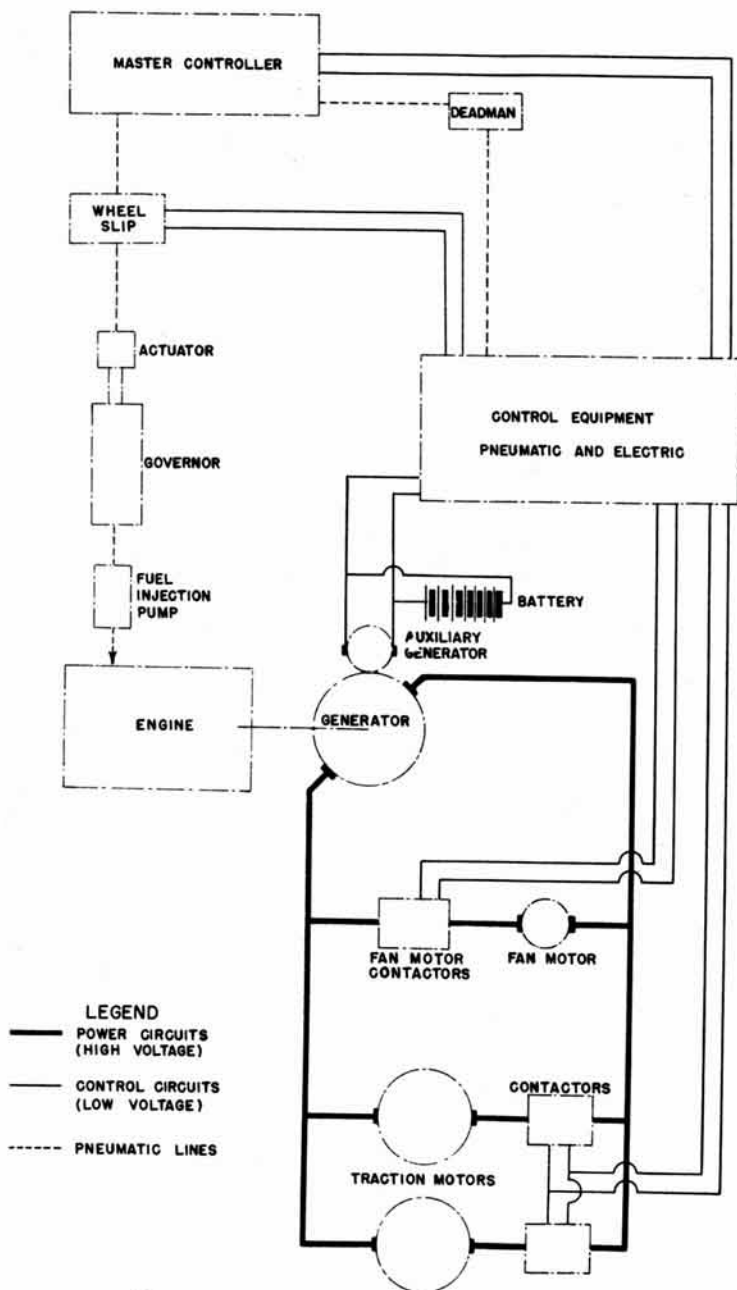 MASTER CONTROLLER
DEADMAN
WHEEL
SLIP
ACTUATOR
CONTROL EQUIPMENT
PNEUMATIC AND ELECTRIC
GOVERNOR
FUEL
INJECTION
PUMP
BATTERY
AUXILIARY
GENERATOR
ENGINE
GENERATOR
FAN MOTOR
CONTACTORS
FAN MOTOR
LEGEND
POWER CIRCUITS
(HIGH VOLTAGE)
CONTROL CIRCUITS
(LOW VOLTAGE)
PNEUMATIC LINES
CONTACTORS
TRACTION MOTORS